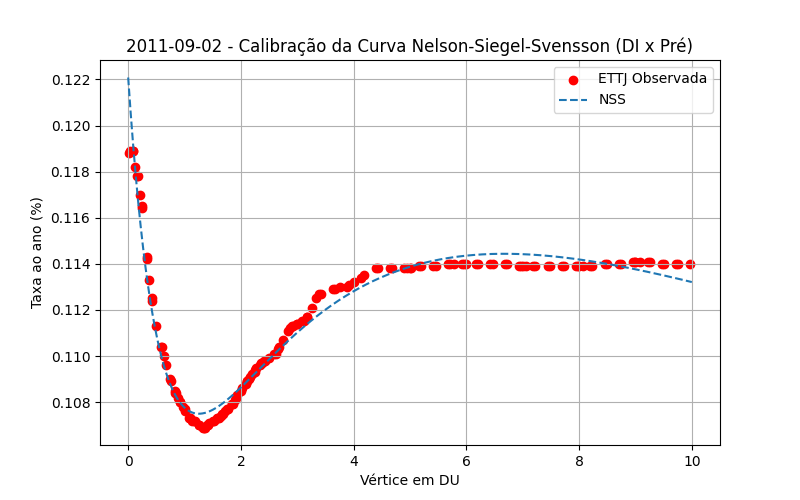 2011-09-02 - Calibração da Curva Nelson-Siegel-Svensson (DI x Pré)
ETTJ Observada
NSS
Taxa ao ano (%)
0.122
0.120
0.118
0.116
0.114
0.112
0.110
0.108
0 2 4 6 8 10
Vértice em DU